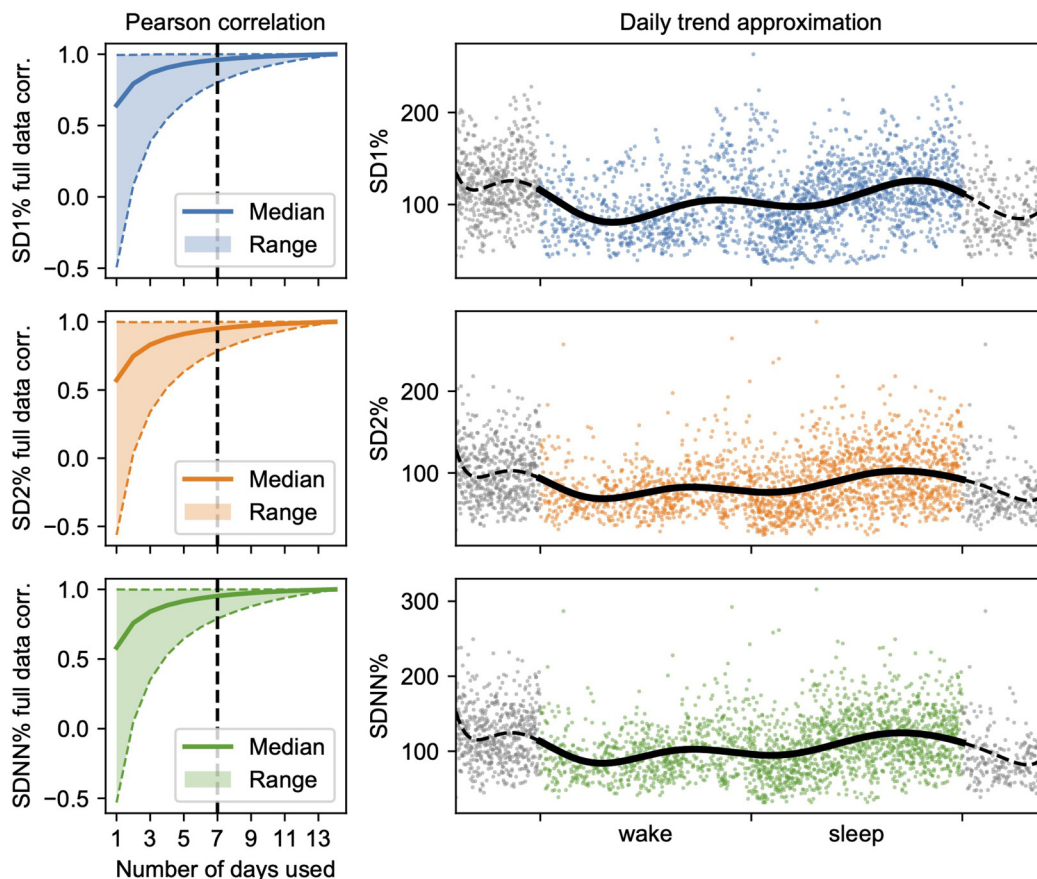 Pearson correlation
Daily trend approximation
SD1% full data corr.
1.0
0.5
0.0
−0.5
Median
Range
SD1%
200
100
SD2% full data corr.
1.0
0.5
0.0
−0.5
Median
Range
SD2%
200
100
SDNN% full data corr.
1.0
0.5
0.0
−0.5
Median
Range
1 3 5 7 9 11 13
Number of days used
SDNN%
300
200
100
wake sleep